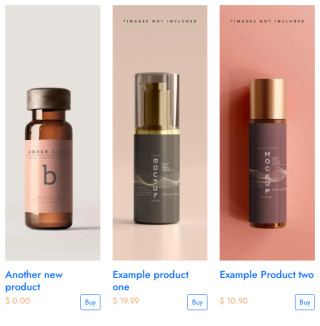 *IMAGES NOT INCLUDED
*IMAGES NOT INCLUDED
AMBER GLASS
b
MOCKUP
MOCKUP
Another new
product
$ 0.00
Buy
Example product
one
$ 19.99
Buy
Example Product two
$ 10.90
Buy